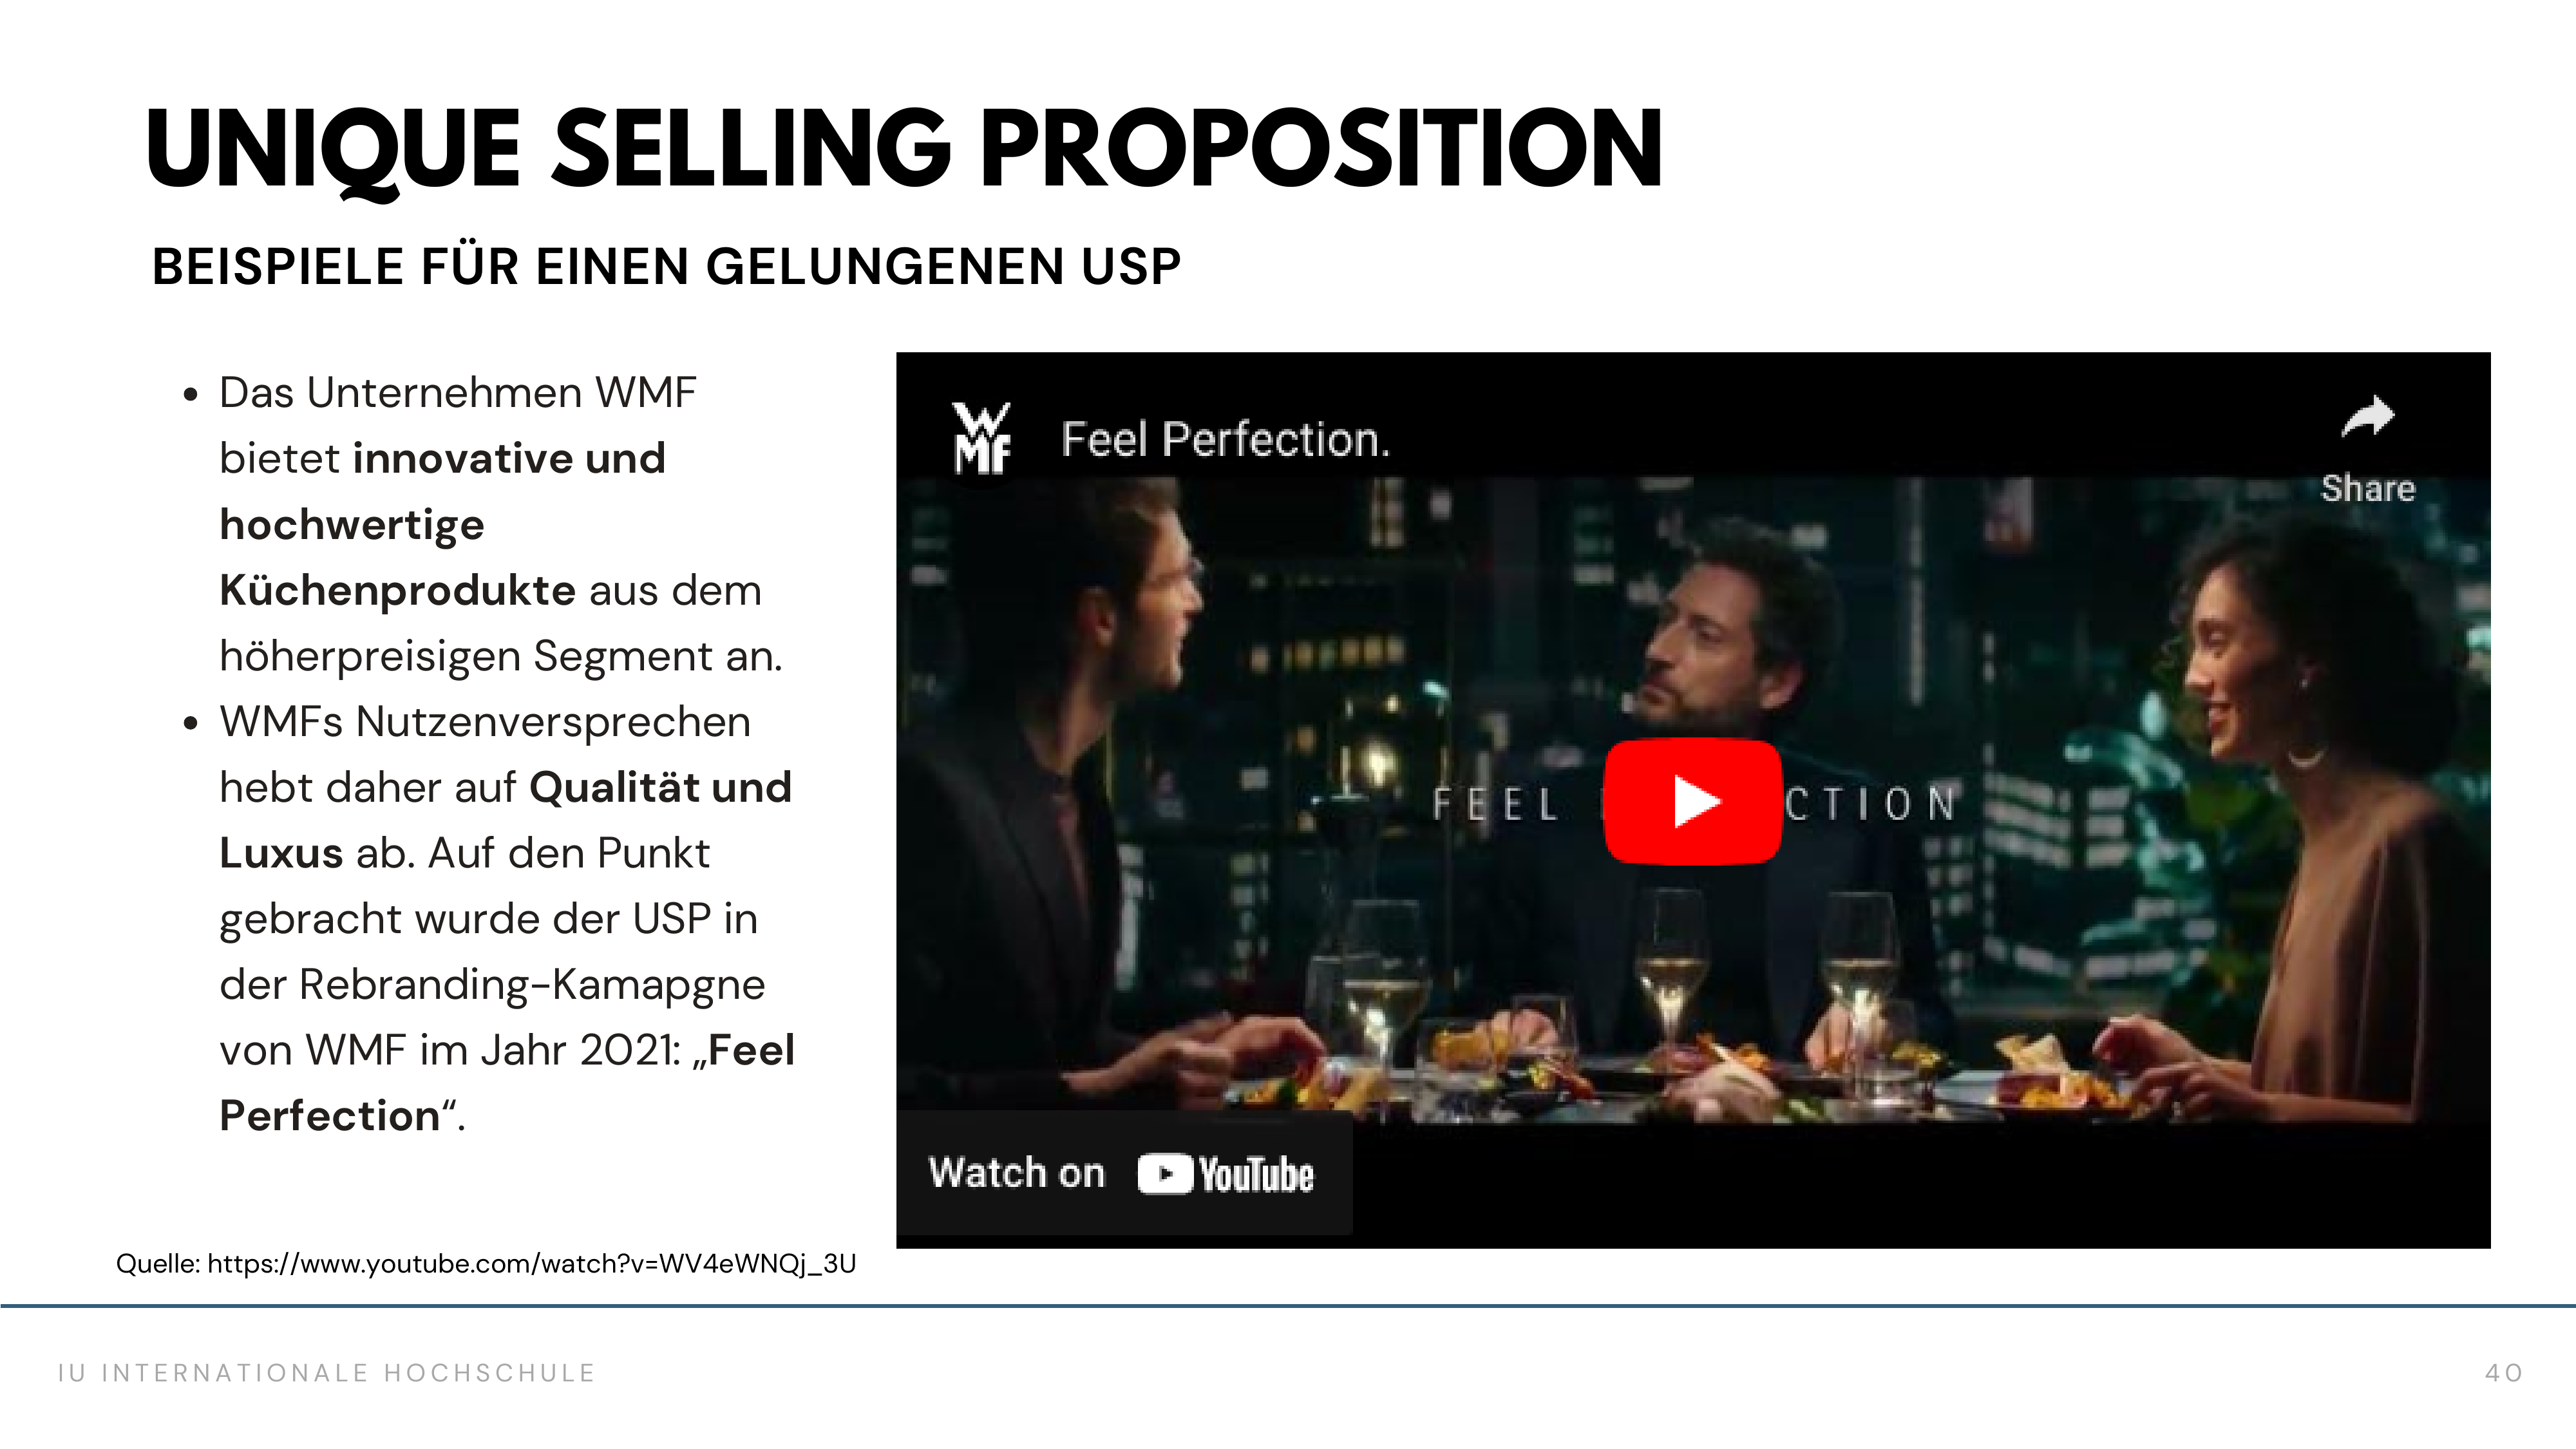 UNIQUE SELLING PROPOSITION
BEISPIELE FÜR EINEN GELUNGENEN USP
• Das Unternehmen WMF
bietet innovative und
hochwertige
Küchenprodukte aus dem
höherpreisigen Segment an.
• WMFs Nutzenversprechen
hebt daher auf Qualität und
Luxus ab. Auf den Punkt
gebracht wurde der USP in
der Rebranding-Kamapgne
von WMF im Jahr 2021: „Feel
Perfection“.
WMF
Feel Perfection.
Share
FEEL CTION
Watch on YouTube
Quelle: https://www.youtube.com/watch?v=WV4eWNQj_3U
IU INTERNATIONALE HOCHSCHULE
40